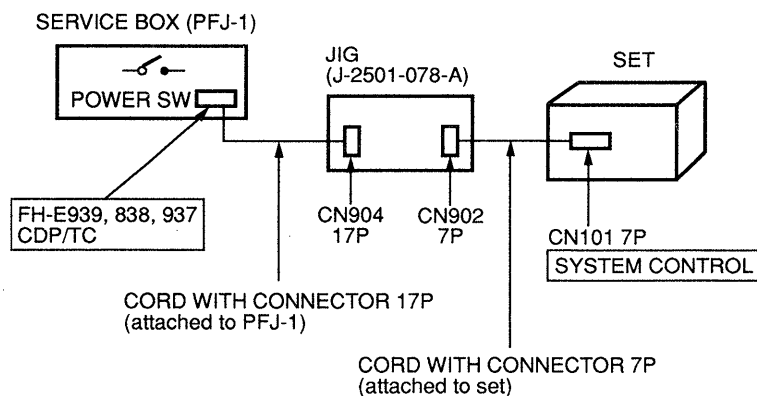 SERVICE BOX (PFJ-1)
POWER SW
JIG
(J-2501-078-A)
SET
FH-E939, 838, 937
CDP/TC
CN904
17P
CN902
7P
CN101 7P
SYSTEM CONTROL
CORD WITH CONNECTOR 17P
(attached to PFJ-1)
CORD WITH CONNECTOR 7P
(attached to set)